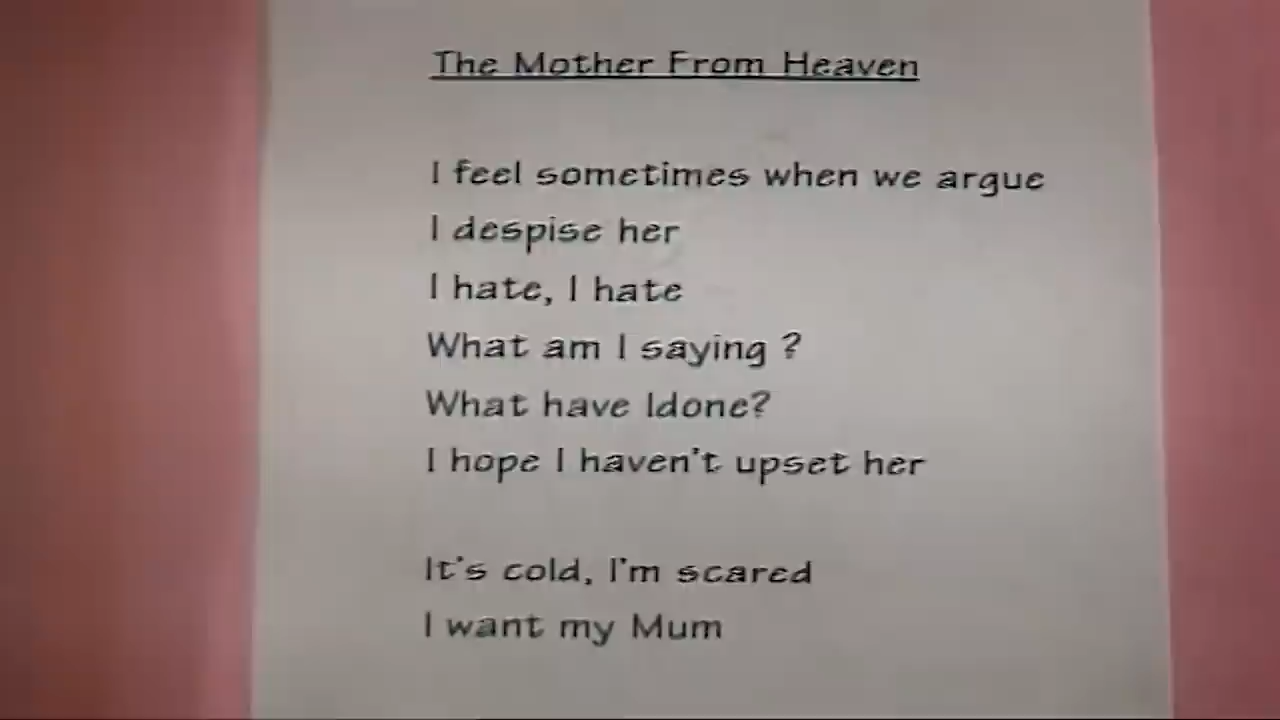 The Mother From Heaven
I feel sometimes when we argue
I despise her
I hate, I hate
What am I saying ?
What have Idone?
I hope I haven't upset her
It's cold, I'm scared
I want my Mum